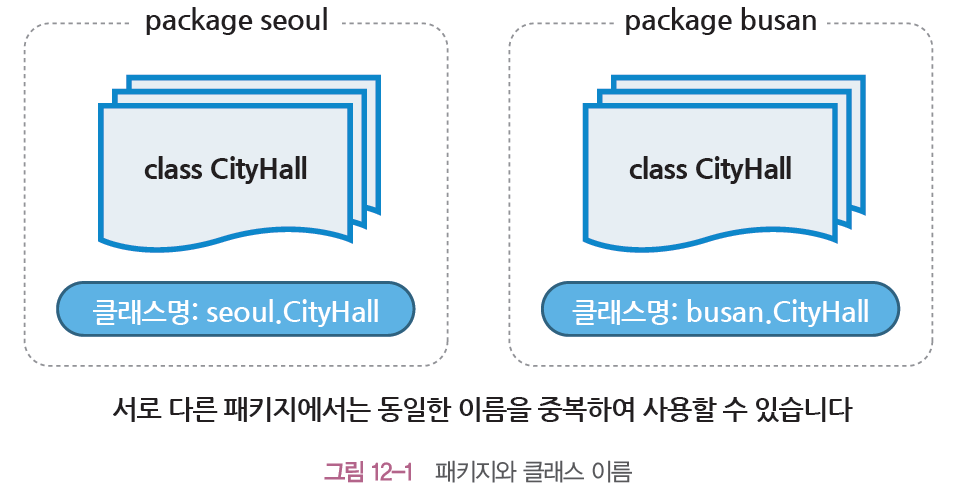 package seoul
package busan
class CityHall
class CityHall
클래스명: seoul.CityHall
클래스명: busan.CityHall
서로 다른 패키지에서는 동일한 이름을 중복하여 사용할 수 있습니다
그림 12-1 패키지와 클래스 이름